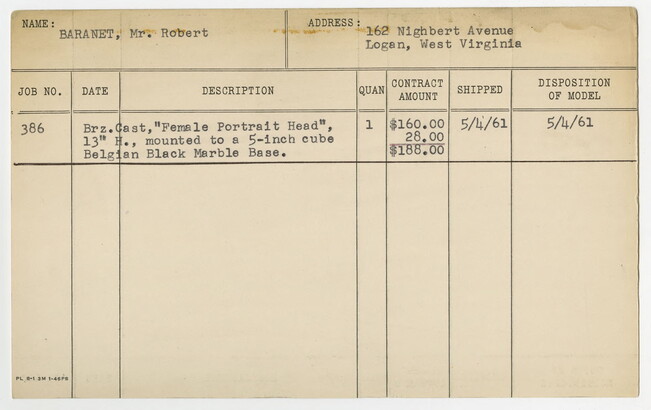 NAME: BARANET, Mr. Robert
ADDRESS: 162 Nighbert Avenue
Logan, West Virginia
JOB NO. DATE DESCRIPTION QUAN CONTRACT AMOUNT SHIPPED DISPOSITION OF MODEL
386 Brz.Cast,"Female Portrait Head", 1 $160.00 5/4/61 5/4/61
13" H., mounted to a 5-inch cube 28.00
Belgian Black Marble Base. $188.00